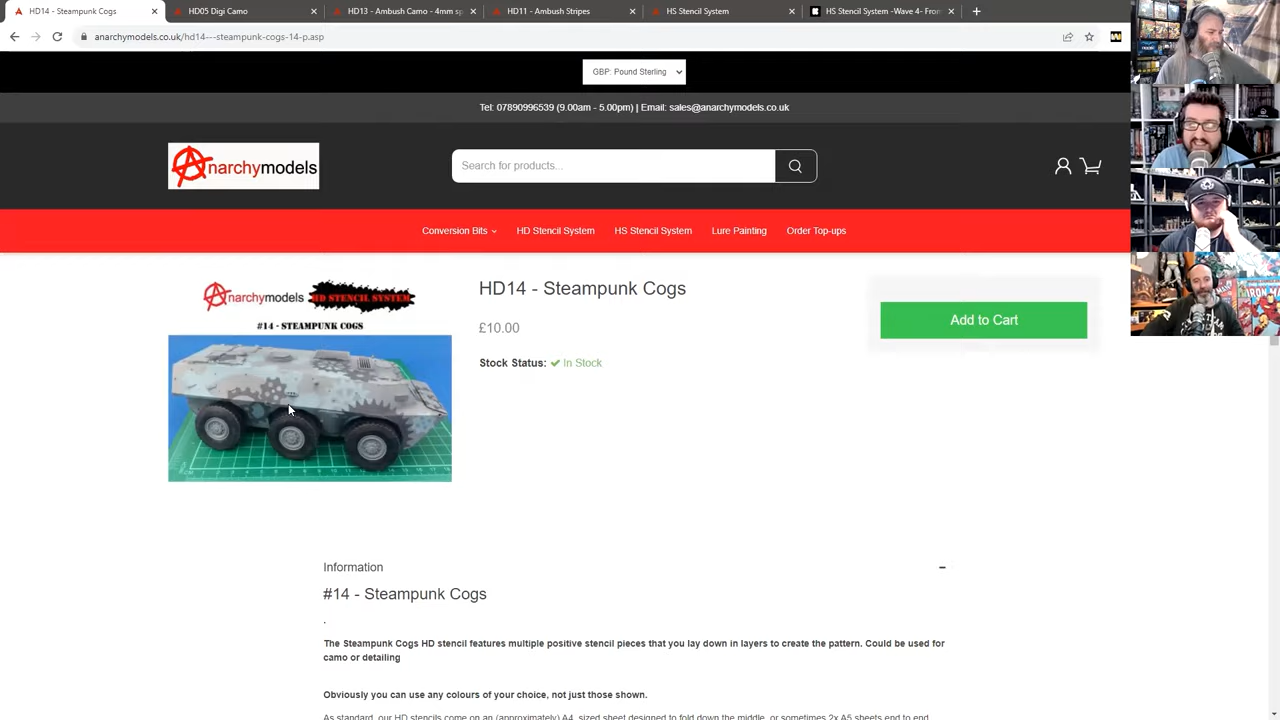 HD14 - Steampunk Cogs
HD05 Digi Camo
HD13 - Ambush Camo - 4mm sp
HD11 - Ambush Stripes
HS Stencil System
HS Stencil System -Wave 4- From
anarchymodels.co.uk/hd14---steampunk-cogs-14-p.asp
GBP: Pound Sterling
Tel: 07890996539 (9.00am - 5.00pm) | Email: sales@anarchymodels.co.uk
Anarchymodels
Search for products...
Conversion Bits
HD Stencil System
HS Stencil System
Lure Painting
Order Top-ups
Anarchymodels HD STENCIL SYSTEM
#14 - STEAMPUNK COGS
HD14 - Steampunk Cogs
£10.00
Stock Status: In Stock
Add to Cart
Information
#14 - Steampunk Cogs
.
The Steampunk Cogs HD stencil features multiple positive stencil pieces that you lay down in layers to create the pattern. Could be used for
camo or detailing
Obviously you can use any colours of your choice, not just those shown.
As standard, our HD stencils come on an (approximately) A4, sized sheet designed to fold down the middle, or sometimes 2x A5 sheets end to end